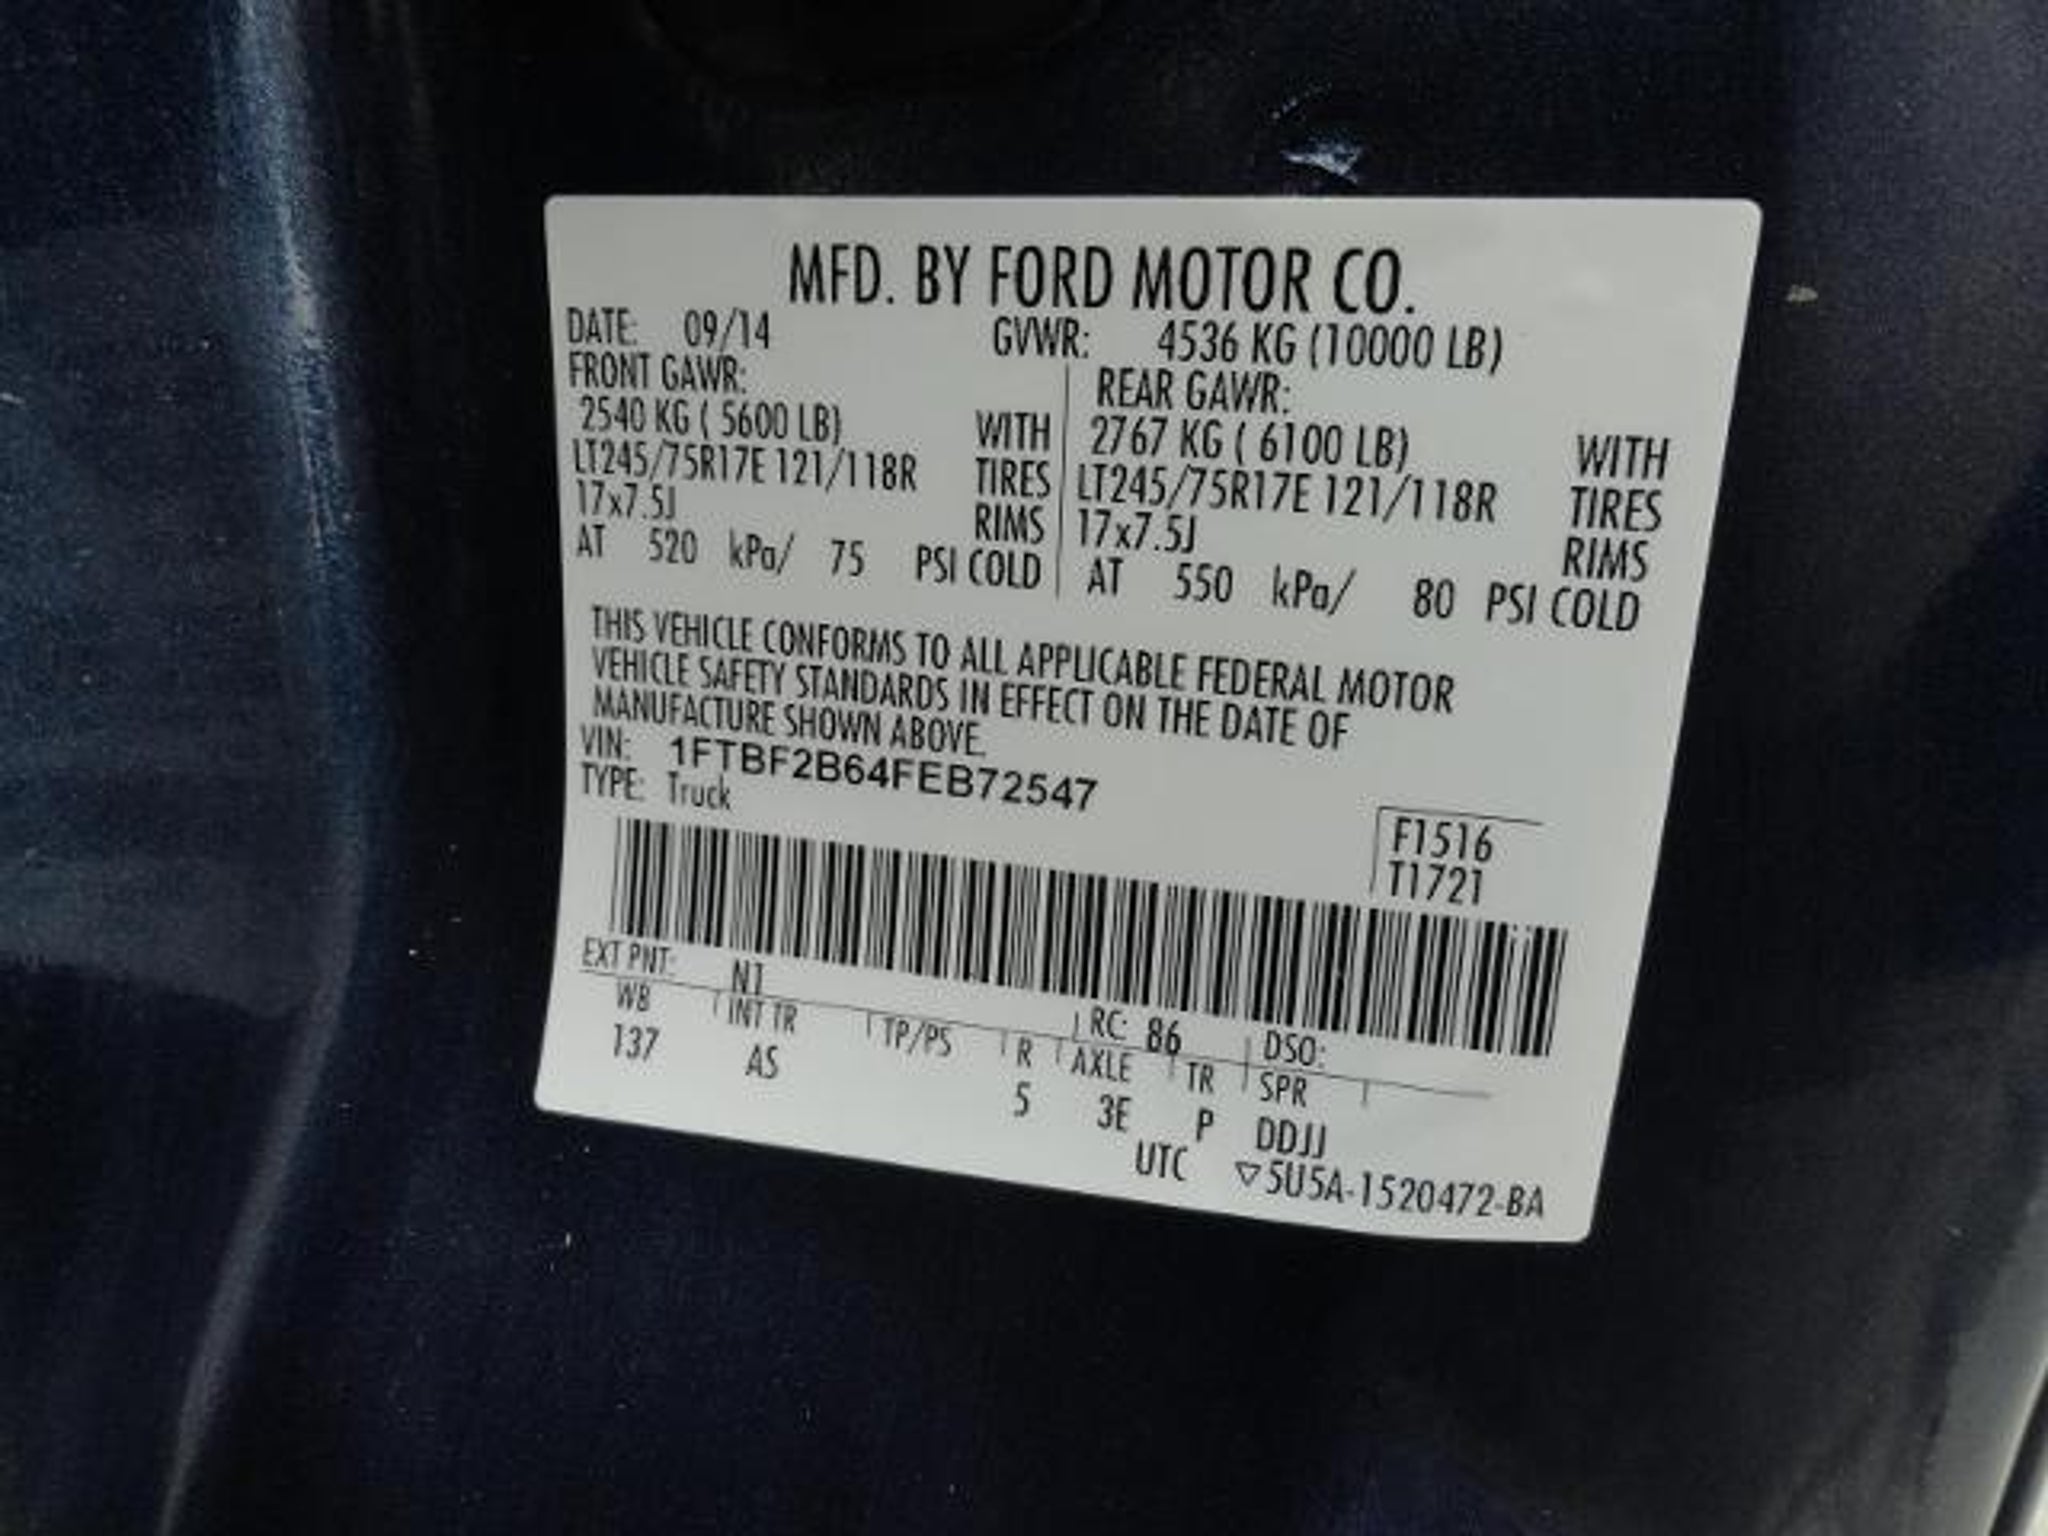 MFD. BY FORD MOTOR CO.
DATE: 09/14 GVWR: 4536 KG (10000 LB)
FRONT GAWR: REAR GAWR:
2540 KG ( 5600 LB) WITH 2767 KG ( 6100 LB) WITH
LT245/75R17E 121/118R TIRES LT245/75R17E 121/118R TIRES
17x7.5J RIMS 17x7.5J RIMS
AT 520 kPa/ 75 PSI COLD AT 550 kPa/ 80 PSI COLD
THIS VEHICLE CONFORMS TO ALL APPLICABLE FEDERAL MOTOR
VEHICLE SAFETY STANDARDS IN EFFECT ON THE DATE OF
MANUFACTURE SHOWN ABOVE.
VIN: 1FTBF2B64FEB72547
TYPE: Truck
F1516
T1721
EXT PNT: N1 RC: 86 DSO:
WB INT TR TP/PS R AXLE TR SPR
137 AS 5 3E P DDJJ
UTC ▽5U5A-1520472-BA